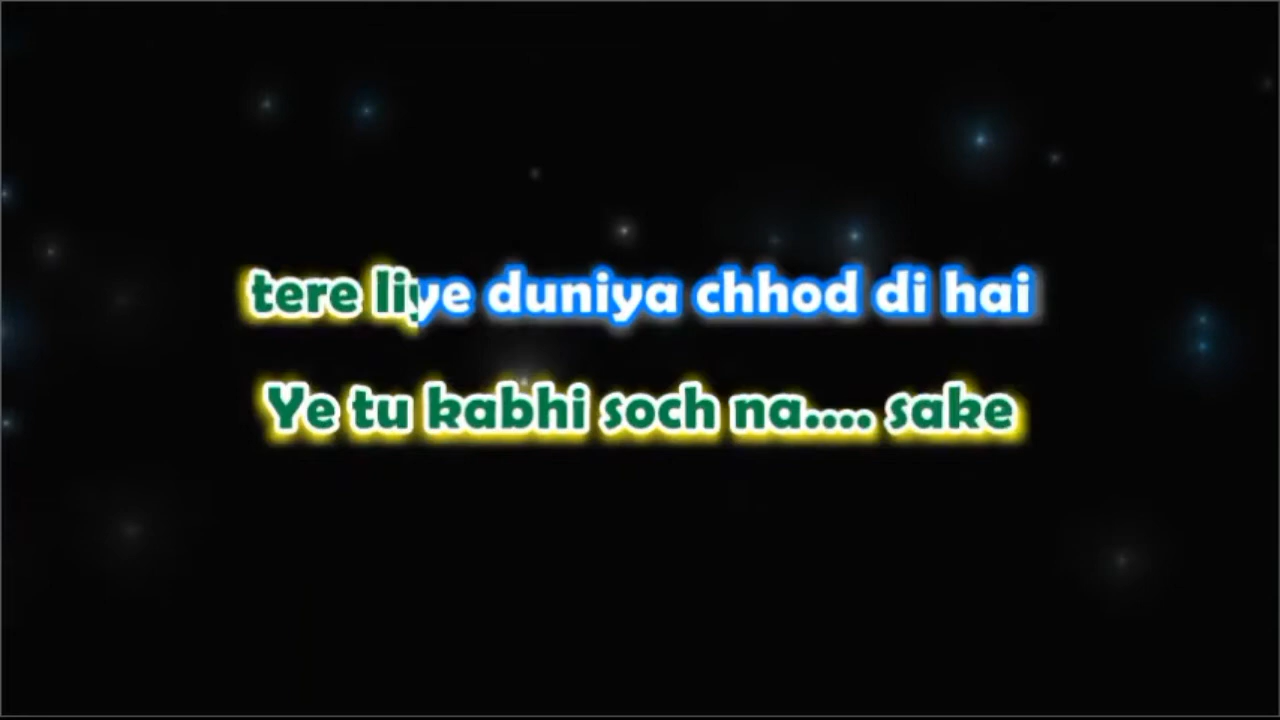 tere liye duniya chhod di hai
Ye tu kabhi soch na.... sake